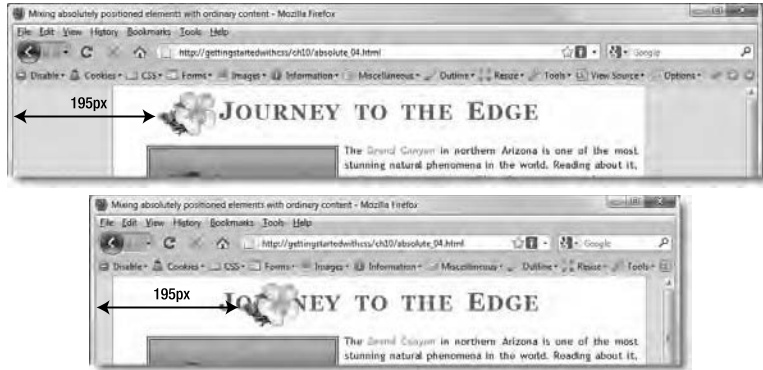 Mixing absolutely positioned elements with ordinary content - Mozilla Firefox
File Edit View History Bookmarks Tools Help
http://gettingstartedwithcss/ch10/absolute_04.html Google
Disable Cookies CSS Forms Images Information Miscellaneous Outline Resize Tools View Source Options
195px
JOURNEY TO THE EDGE
The Grand Canyon in northern Arizona is one of the most
stunning natural phenomena in the world. Reading about it,
Mixing absolutely positioned elements with ordinary content - Mozilla Firefox
File Edit View History Bookmarks Tools Help
http://gettingstartedwithcss/ch10/absolute_04.html Google
Disable Cookies CSS Forms Images Information Miscellaneous Outline Resize Tools
195px
JO NEY TO THE EDGE
The Grand Canyon in northern Arizona is one of the most
stunning natural phenomena in the world. Reading about it,